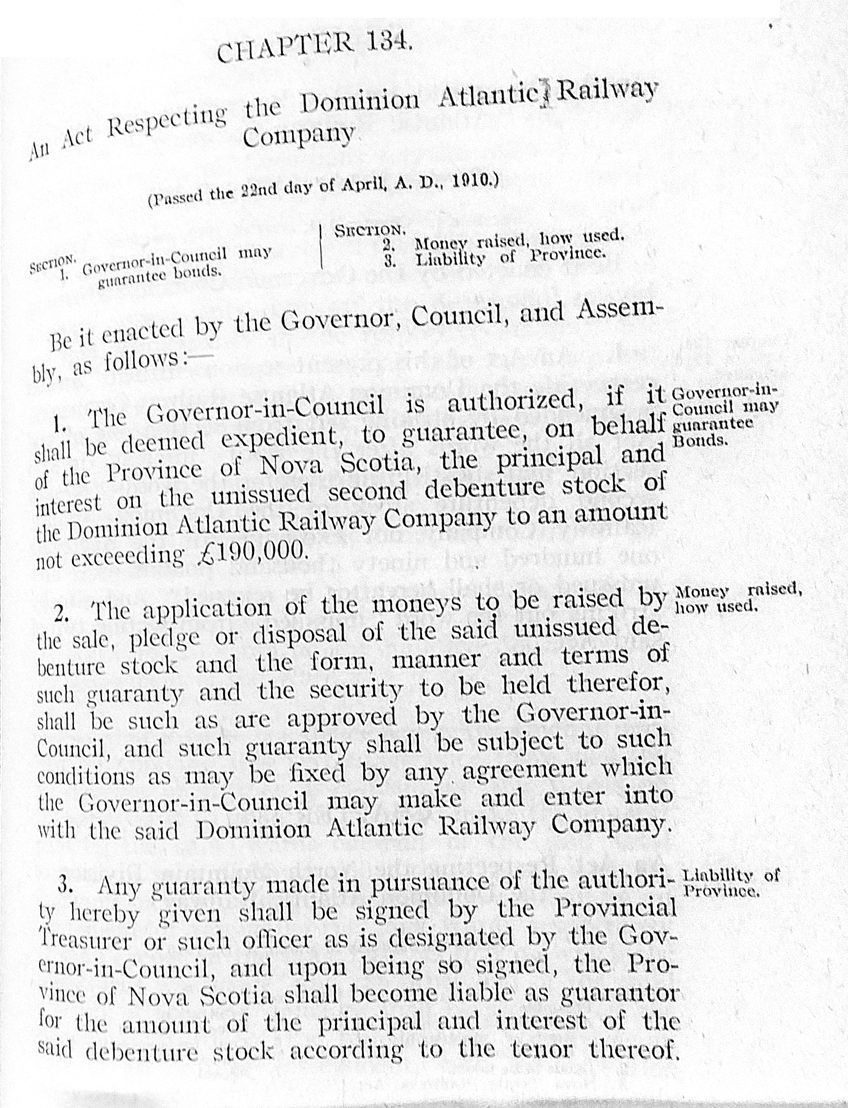 CHAPTER 134.
An Act Respecting the Dominion Atlantic Railway
Company
(Passed the 22nd day of April, A. D., 1910.)
SECTION.
1. Governor-in-Council may
guarantee bonds.
SECTION.
2. Money raised, how used.
3. Liability of Province.
Be it enacted by the Governor, Council, and Assem-
bly, as follows:—
1. The Governor-in-Council is authorized, if it
shall be deemed expedient, to guarantee, on behalf
of the Province of Nova Scotia, the principal and
interest on the unissued second debenture stock of
the Dominion Atlantic Railway Company to an amount
not exceeeding £190,000.
Governor-in-
Council may
guarantee
Bonds.
2. The application of the moneys to be raised by
the sale, pledge or disposal of the said unissued de-
benture stock and the form, manner and terms of
such guaranty and the security to be held therefor,
shall be such as are approved by the Governor-in-
Council, and such guaranty shall be subject to such
conditions as may be fixed by any agreement which
the Governor-in-Council may make and enter into
with the said Dominion Atlantic Railway Company.
Money raised,
how used.
3. Any guaranty made in pursuance of the authori-
ty hereby given shall be signed by the Provincial
Treasurer or such officer as is designated by the Gov-
ernor-in-Council, and upon being so signed, the Pro-
vince of Nova Scotia shall become liable as guarantor
for the amount of the principal and interest of the
said debenture stock according to the tenor thereof.
Liability of
Province.